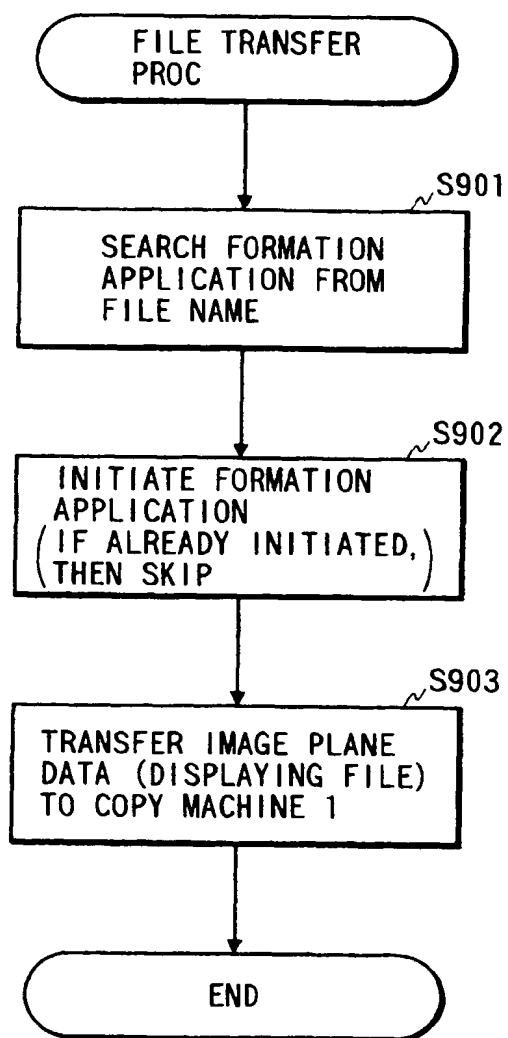 FILE TRANSFER
PROC
S901
SEARCH FORMATION
APPLICATION FROM
FILE NAME
S902
INITIATE FORMATION
APPLICATION
(IF ALREADY INITIATED,
THEN SKIP)
S903
TRANSFER IMAGE PLANE
DATA (DISPLAYING FILE)
TO COPY MACHINE 1
END